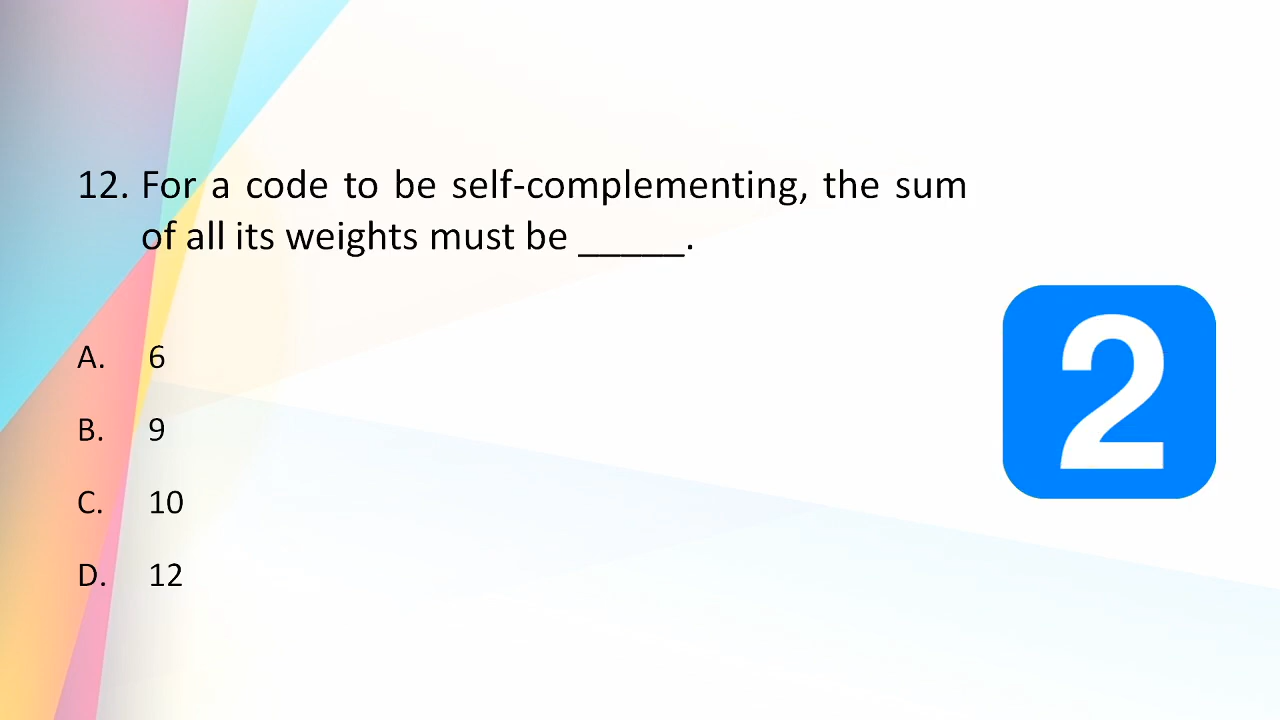 12. For a code to be self-complementing, the sum
of all its weights must be _____.
A. 6
B. 9
2
C. 10
D. 12